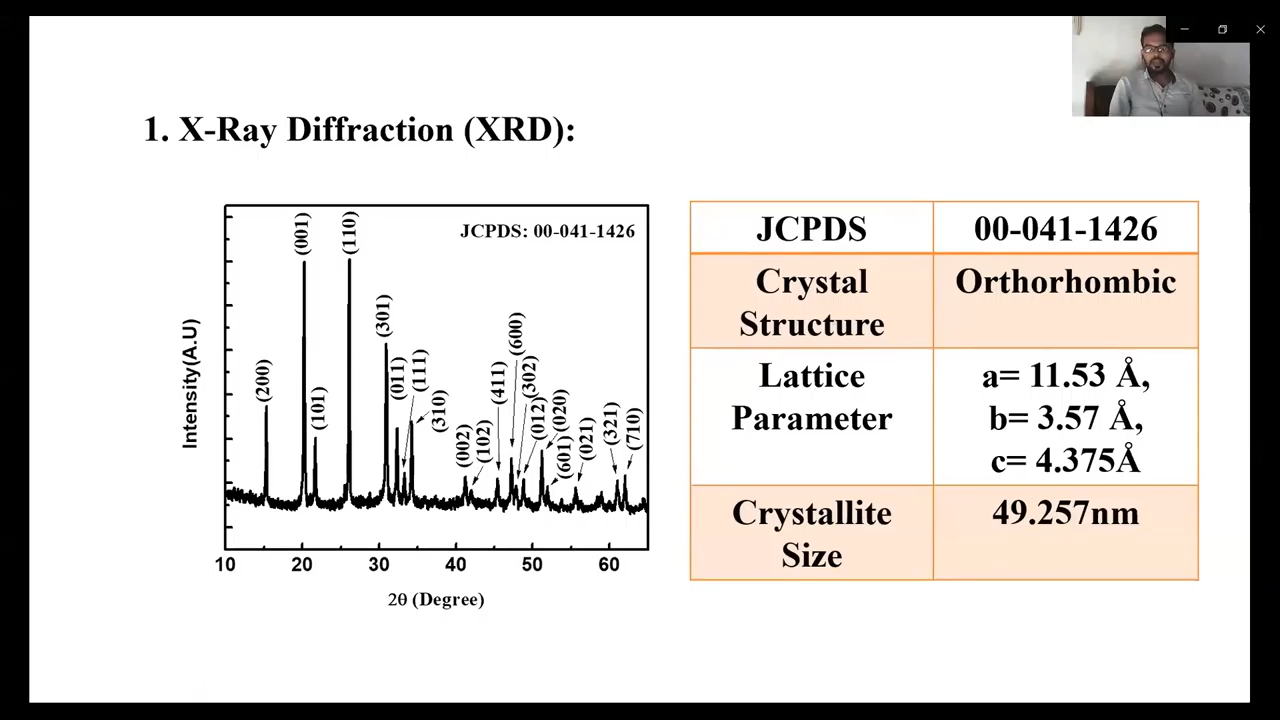 1. X-Ray Diffraction (XRD):
JCPDS: 00-041-1426
Intensity(A.U)
(200)
(001)
(101)
(110)
(301)
(011)
(111)
(310)
(002)
(102)
(411)
(600)
(302)
(012)
(020)
(601)
(021)
(321)
(710)
10 20 30 40 50 60
2θ (Degree)
JCPDS 00-041-1426
Crystal Orthorhombic
Structure
Lattice a= 11.53 Å,
Parameter b= 3.57 Å,
c= 4.375Å
Crystallite 49.257nm
Size